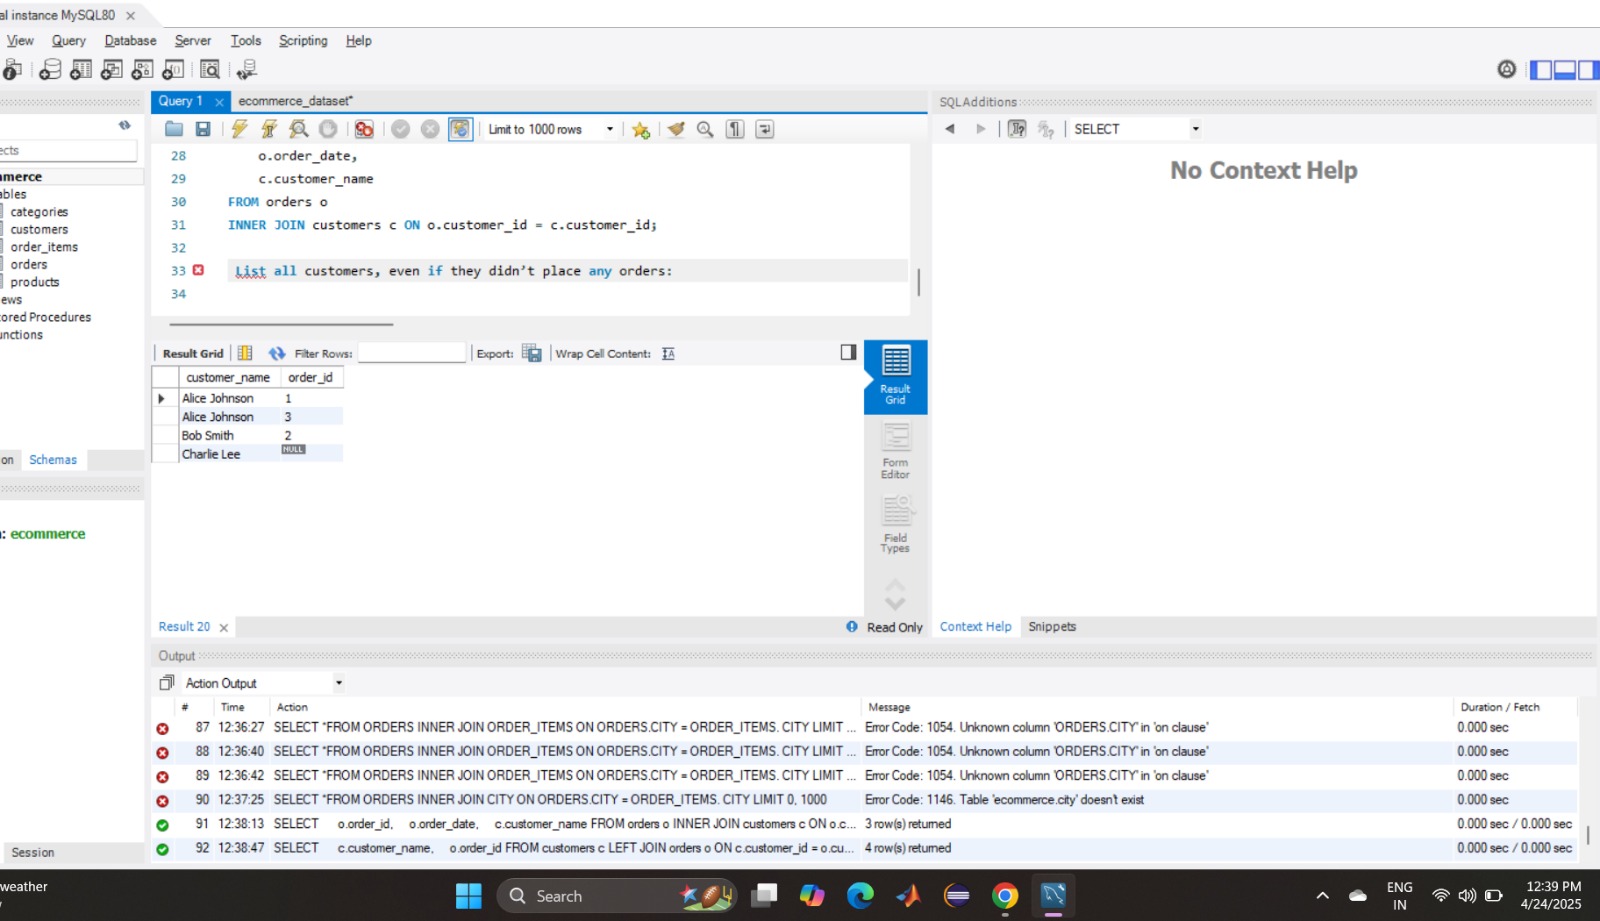 al instance MySQL80
View Query Database Server Tools Scripting Help
Query 1 ecommerce_dataset*
SQLAdditions
Limit to 1000 rows
SELECT
No Context Help
ects
nmerce
ables
categories
customers
order_items
orders
products
ews
tored Procedures
unctions
on Schemas
: ecommerce
Session
28 o.order_date,
29 c.customer_name
30 FROM orders o
31 INNER JOIN customers c ON o.customer_id = c.customer_id;
32
33 List all customers, even if they didn’t place any orders:
34
Result Grid Filter Rows: Export: Wrap Cell Content:
customer_name order_id
Alice Johnson 1
Alice Johnson 3
Bob Smith 2
Charlie Lee NULL
Result Grid
Form Editor
Field Types
Result 20
Read Only
Context Help Snippets
Output
Action Output
# Time Action Message Duration / Fetch
87 12:36:27 SELECT *FROM ORDERS INNER JOIN ORDER_ITEMS ON ORDERS.CITY = ORDER_ITEMS. CITY LIMIT ... Error Code: 1054. Unknown column 'ORDERS.CITY' in 'on clause' 0.000 sec
88 12:36:40 SELECT *FROM ORDERS INNER JOIN ORDER_ITEMS ON ORDERS.CITY = ORDER_ITEMS. CITY LIMIT ... Error Code: 1054. Unknown column 'ORDERS.CITY' in 'on clause' 0.000 sec
89 12:36:42 SELECT *FROM ORDERS INNER JOIN ORDER_ITEMS ON ORDERS.CITY = ORDER_ITEMS. CITY LIMIT ... Error Code: 1054. Unknown column 'ORDERS.CITY' in 'on clause' 0.000 sec
90 12:37:25 SELECT *FROM ORDERS INNER JOIN CITY ON ORDERS.CITY = ORDER_ITEMS. CITY LIMIT 0, 1000 Error Code: 1146. Table 'ecommerce.city' doesn't exist 0.000 sec
91 12:38:13 SELECT o.order_id, o.order_date, c.customer_name FROM orders o INNER JOIN customers c ON o.c... 3 row(s) returned 0.000 sec / 0.000 sec
92 12:38:47 SELECT c.customer_name, o.order_id FROM customers c LEFT JOIN orders o ON c.customer_id = o.cu... 4 row(s) returned 0.000 sec / 0.000 sec
weather
Search
ENG
IN
12:39 PM
4/24/2025